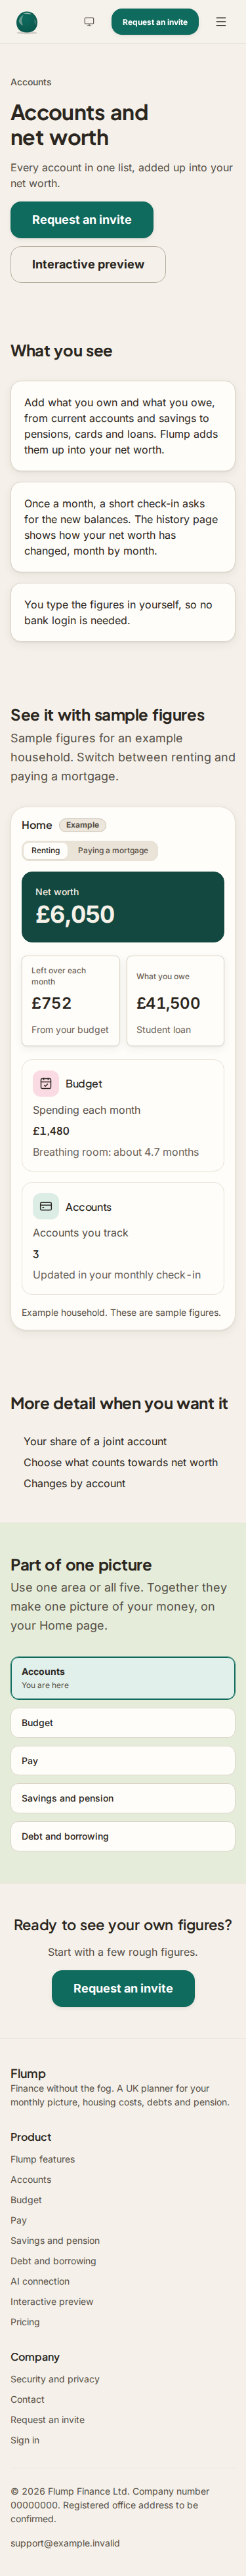 Request an invite
Accounts
Accounts and
net worth
Every account in one list, added up into your
net worth.
Request an invite
Interactive preview
What you see
Add what you own and what you owe,
from current accounts and savings to
pensions, cards and loans. Flump adds
them up into your net worth.
Once a month, a short check-in asks
for the new balances. The history page
shows how your net worth has
changed, month by month.
You type the figures in yourself, so no
bank login is needed.
See it with sample figures
Sample figures for an example
household. Switch between renting and
paying a mortgage.
Home Example
Renting Paying a mortgage
Net worth
£6,050
Left over each
month
£752
From your budget
What you owe
£41,500
Student loan
Budget
Spending each month
£1,480
Breathing room: about 4.7 months
Accounts
Accounts you track
3
Updated in your monthly check-in
Example household. These are sample figures.
More detail when you want it
Your share of a joint account
Choose what counts towards net worth
Changes by account
Part of one picture
Use one area or all five. Together they
make one picture of your money, on
your Home page.
Accounts
You are here
Budget
Pay
Savings and pension
Debt and borrowing
Ready to see your own figures?
Start with a few rough figures.
Request an invite
Flump
Finance without the fog. A UK planner for your
monthly picture, housing costs, debts and pension.
Product
Flump features
Accounts
Budget
Pay
Savings and pension
Debt and borrowing
AI connection
Interactive preview
Pricing
Company
Security and privacy
Contact
Request an invite
Sign in
© 2026 Flump Finance Ltd. Company number
00000000. Registered office address to be
confirmed.
support@example.invalid